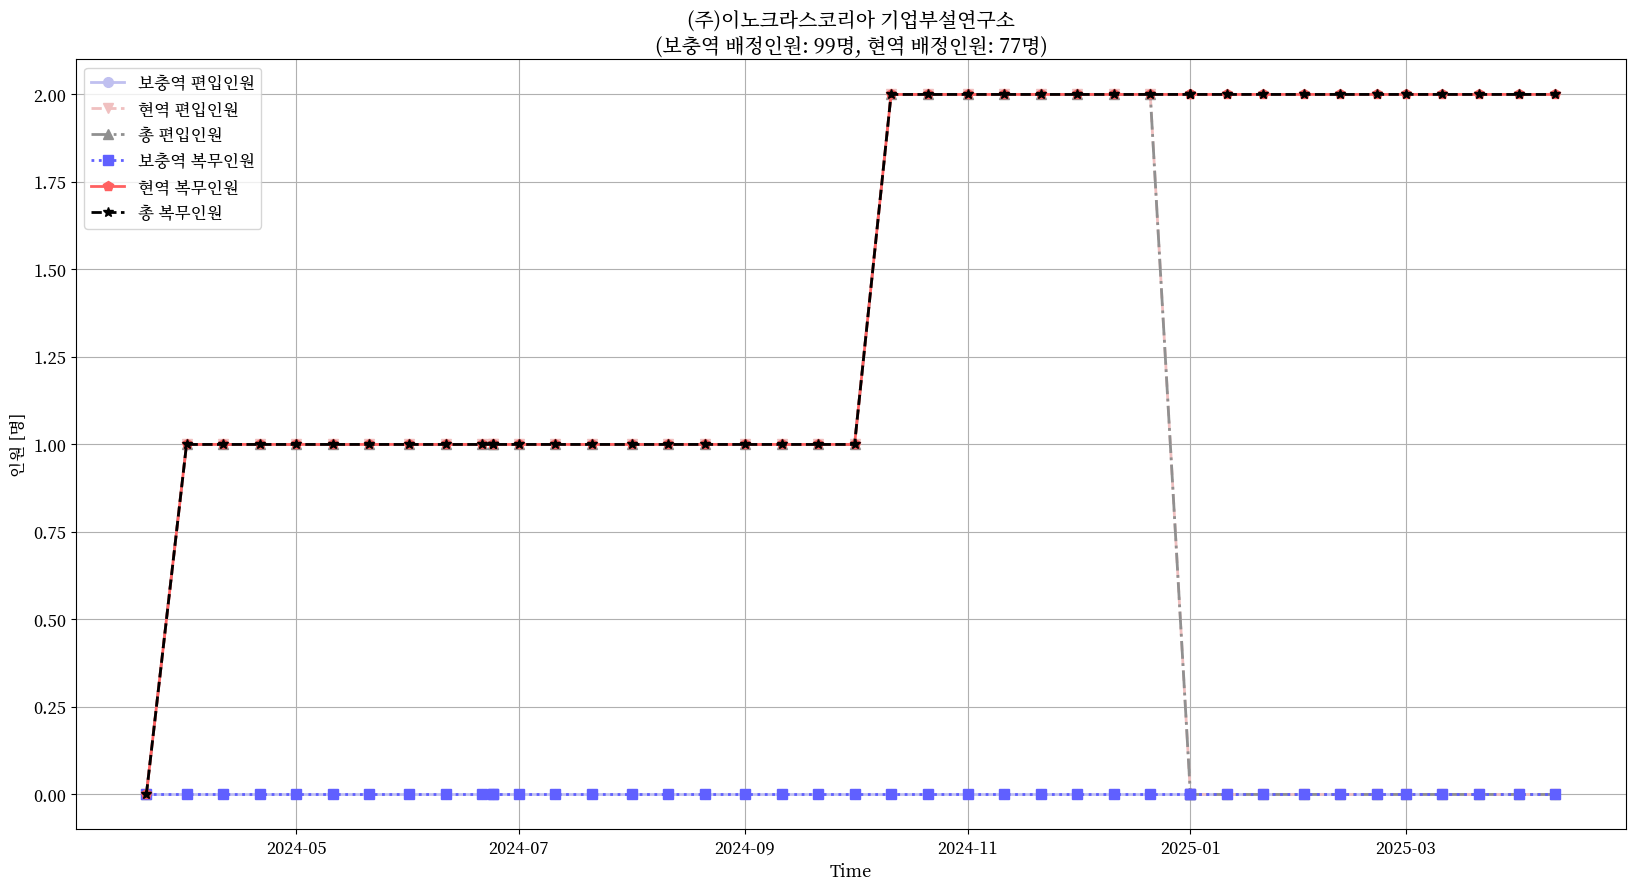 (주)이노크라스코리아 기업부설연구소
(보충역 배정인원: 99명, 현역 배정인원: 77명)
보충역 편입인원
현역 편입인원
총 편입인원
보충역 복무인원
현역 복무인원
총 복무인원
2.00
1.75
1.50
1.25
1.00
0.75
0.50
0.25
0.00
인원 [명]
2024-05
2024-07
2024-09
2024-11
2025-01
2025-03
Time